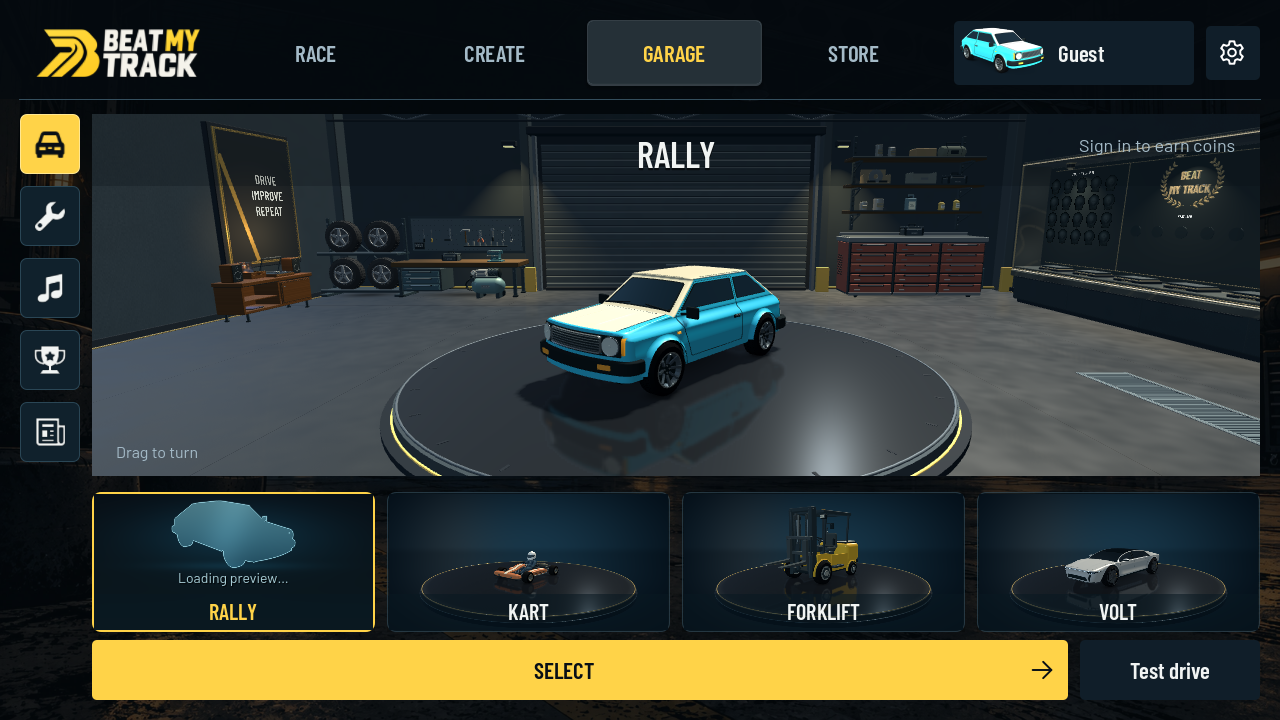 BEAT MY TRACK
RACE
CREATE
GARAGE
STORE
Guest
RALLY
Sign in to earn coins
DRIVE
IMPROVE
REPEAT
BEAT
MY TRACK
Drag to turn
Loading preview...
RALLY
KART
FORKLIFT
VOLT
SELECT
Test drive